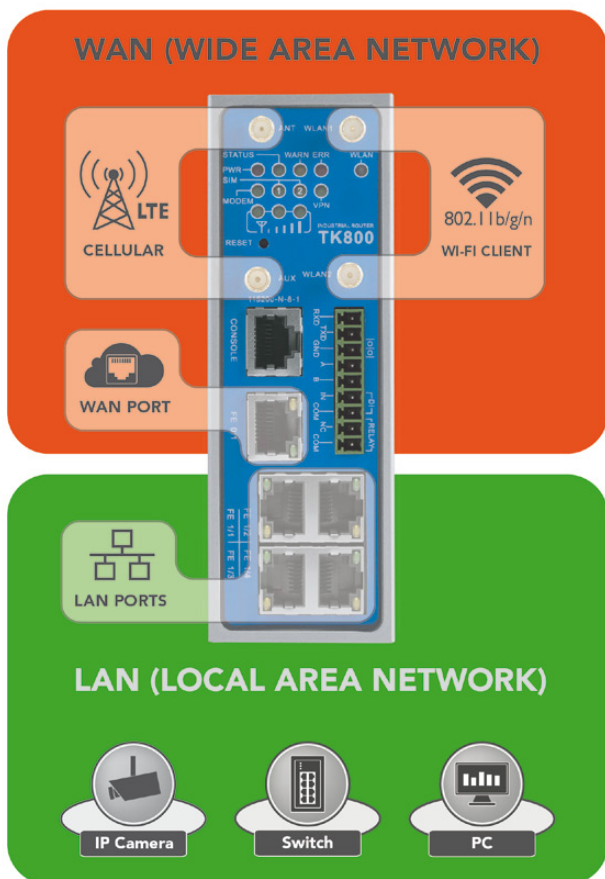 WAN (WIDE AREA NETWORK)
ANT WLAN1
STATUS WARN ERR
PWR WLAN
SIM
1 2
MODEM VPN
INDUSTRIAL ROUTER
TK800
RESET
LTE
CELLULAR
802.11b/g/n
WI-FI CLIENT
AUX WLAN2
115200-N-8-1
CONSOLE
RXD
TXD
GND
A
B
IN
COM
NC
COM
DI
RELAY
WAN PORT
FE 0/1
FE 1/1
FE 1/2
FE 1/3
FE 1/4
LAN PORTS
LAN (LOCAL AREA NETWORK)
IP Camera
Switch
PC